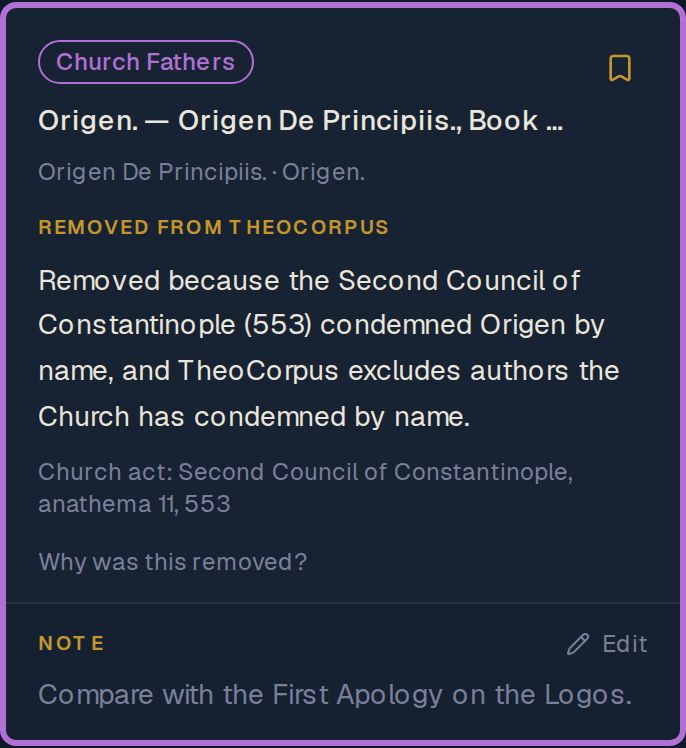 Church Fathers
Origen. — Origen De Principiis., Book ...
Origen De Principiis. · Origen.
REMOVED FROM THEOCORPUS
Removed because the Second Council of
Constantinople (553) condemned Origen by
name, and TheoCorpus excludes authors the
Church has condemned by name.
Church act: Second Council of Constantinople,
anathema 11, 553
Why was this removed?
NOTE
Edit
Compare with the First Apology on the Logos.